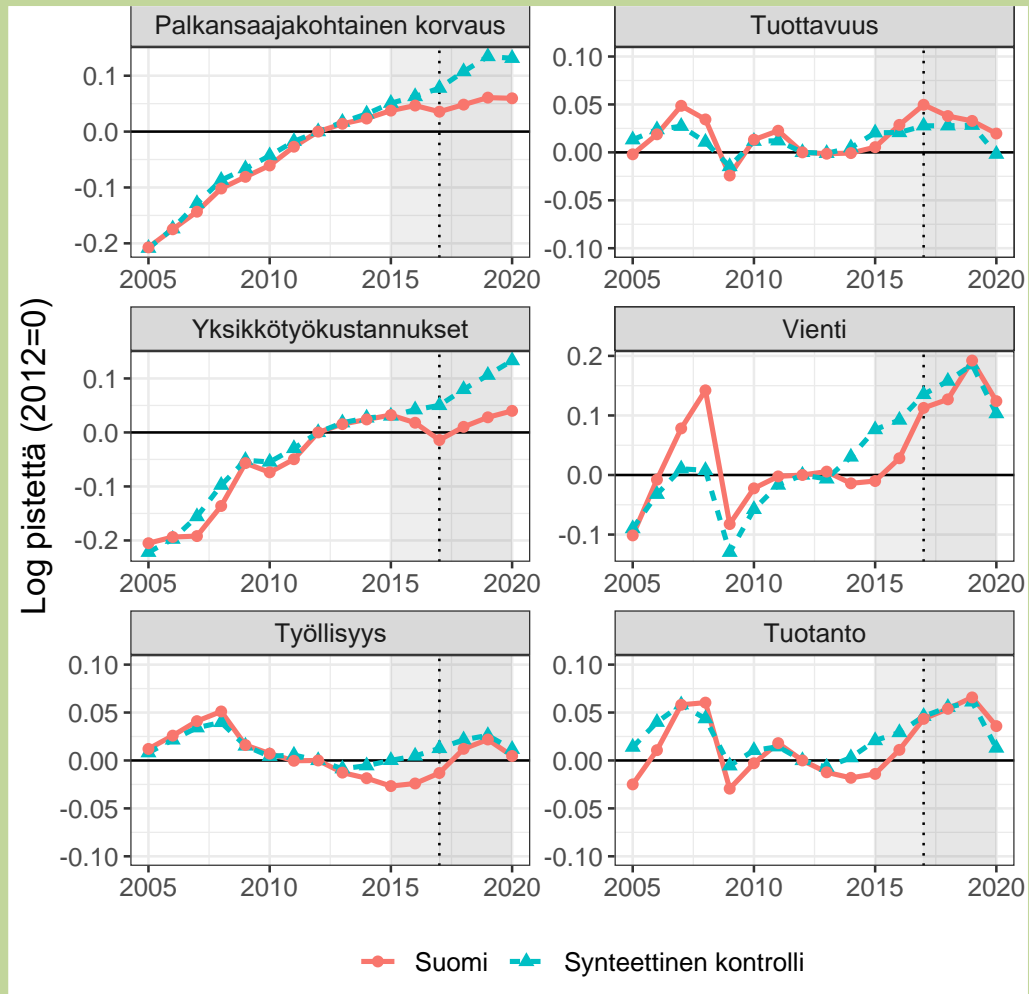 Palkansaajakohtainen korvaus
Tuottavuus
0.1
0.0
-0.1
-0.2
2005 2010 2015 2020
0.10
0.05
0.00
-0.05
-0.10
2005 2010 2015 2020
Log pistettä (2012=0)
Yksikkötyökustannukset
Vienti
0.1
0.0
-0.1
-0.2
2005 2010 2015 2020
0.2
0.1
0.0
-0.1
2005 2010 2015 2020
Työllisyys
Tuotanto
0.10
0.05
0.00
-0.05
-0.10
2005 2010 2015 2020
0.10
0.05
0.00
-0.05
-0.10
2005 2010 2015 2020
Suomi Synteettinen kontrolli